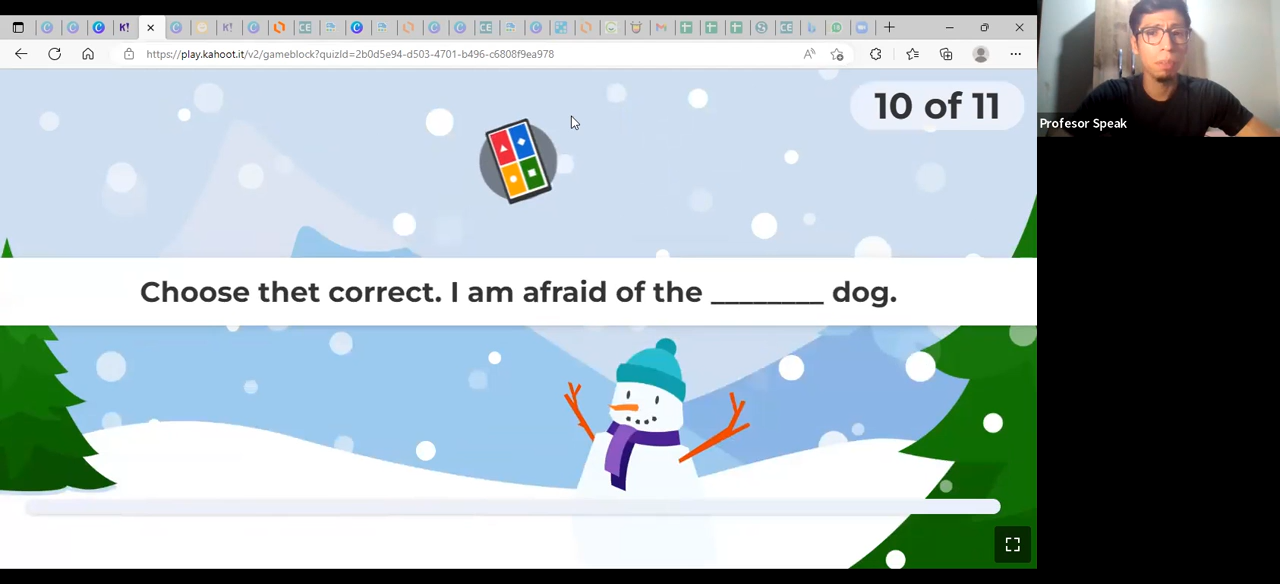 https://play.kahoot.it/v2/gameblock?quizId=2b0d5e94-d503-4701-b496-c6808f9ea978
10 of 11
Profesor Speak
Choose thet correct. I am afraid of the ________ dog.